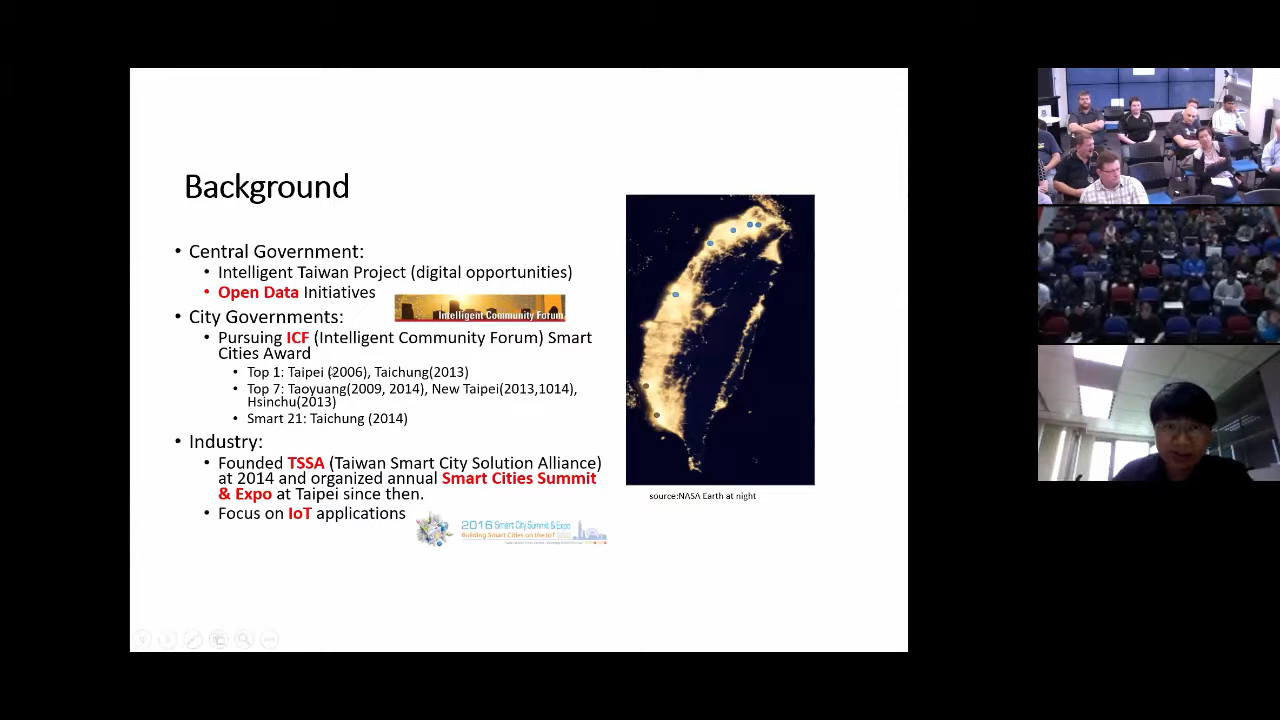 Background
• Central Government:
• Intelligent Taiwan Project (digital opportunities)
• Open Data Initiatives
Intelligent Community Forum
• City Governments:
• Pursuing ICF (Intelligent Community Forum) Smart
Cities Award
• Top 1: Taipei (2006), Taichung(2013)
• Top 7: Taoyuang(2009, 2014), New Taipei(2013,1014),
Hsinchu(2013)
• Smart 21: Taichung (2014)
• Industry:
• Founded TSSA (Taiwan Smart City Solution Alliance)
at 2014 and organized annual Smart Cities Summit
& Expo at Taipei since then.
• Focus on IoT applications
2016 Smart City Summit & Expo
Building Smart Cities on the IoT
source:NASA Earth at night